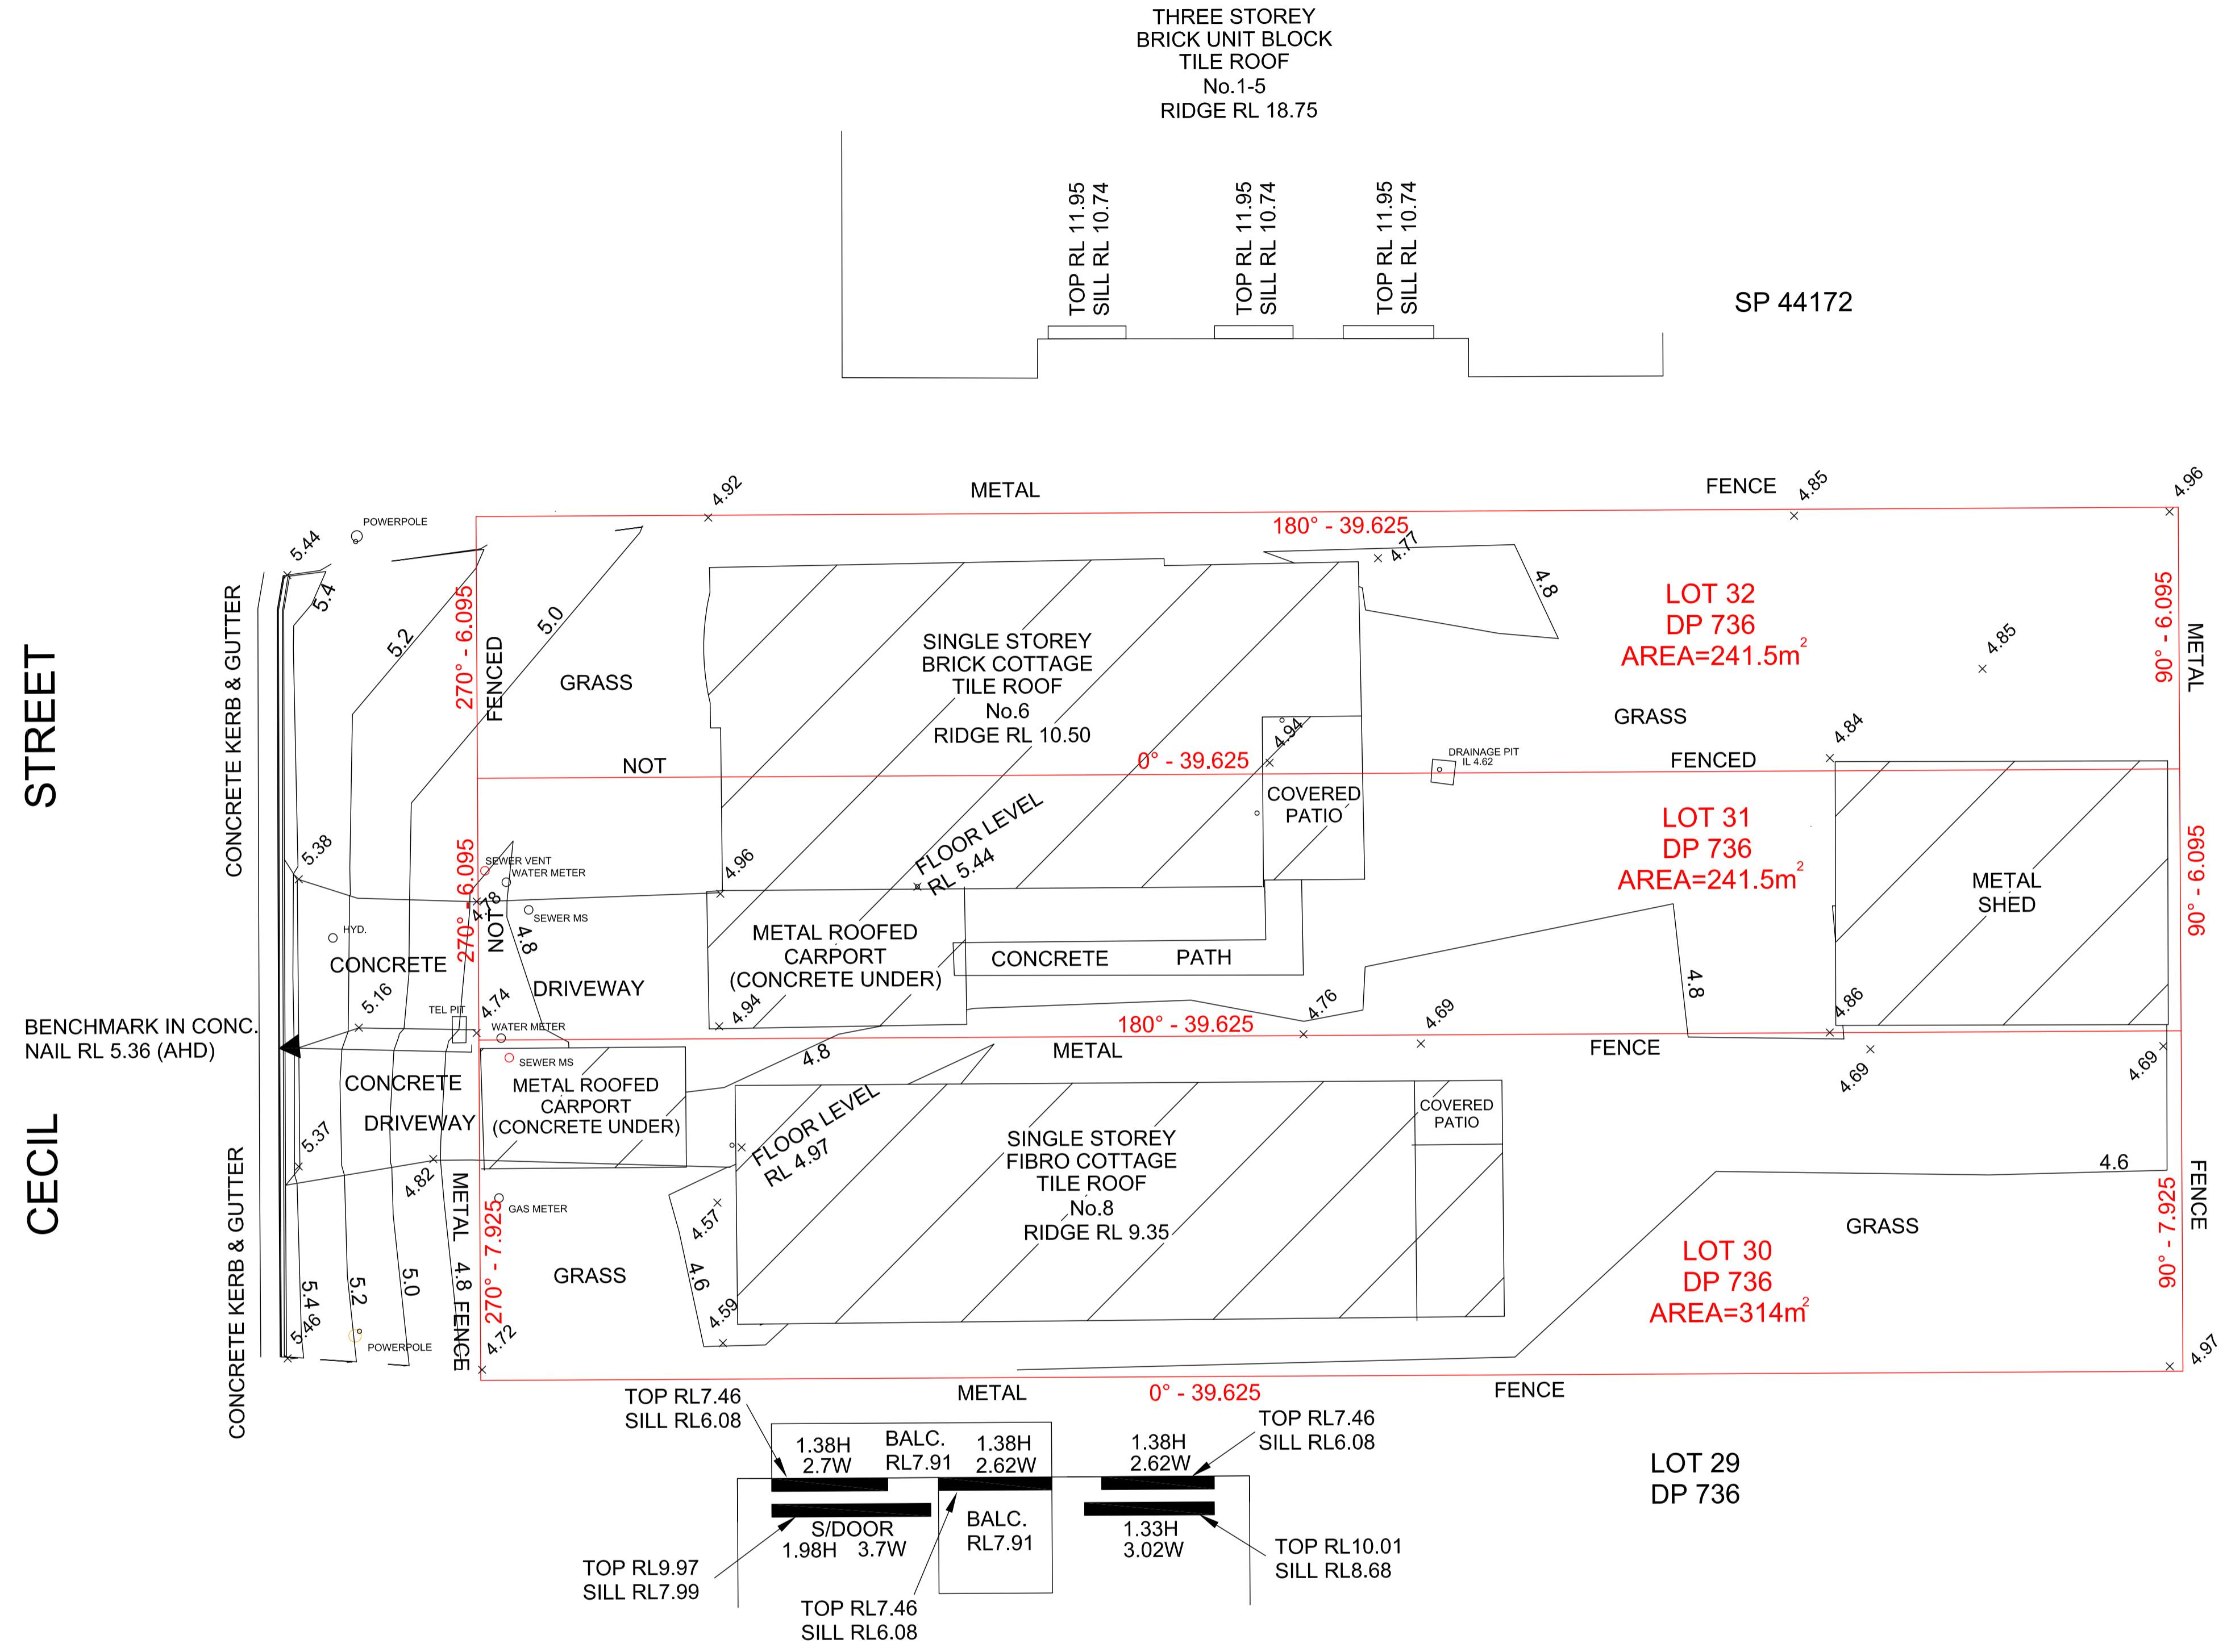 THREE STOREY
BRICK UNIT BLOCK
TILE ROOF
No.1-5
RIDGE RL 18.75
TOP RL 11.95
SILL RL 10.74
TOP RL 11.95
SILL RL 10.74
TOP RL 11.95
SILL RL 10.74
SP 44172
METAL
FENCE
4.92
4.85
4.96
POWERPOLE
5.44
180° - 39.625
4.77
5.4
5.2
5.0
4.8
CONCRETE KERB & GUTTER
270° - 6.095
FENCED
GRASS
NOT
SINGLE STOREY
BRICK COTTAGE
TILE ROOF
No.6
RIDGE RL 10.50
LOT 32
DP 736
AREA=241.5m²
4.85
90° - 6.095
METAL
GRASS
FENCED
4.84
0° - 39.625
4.94
DRAINAGE PIT
IL 4.62
COVERED
PATIO
STREET
CECIL
5.38
270° - 6.095
SEWER VENT
WATER METER
4.78
NOT
SEWER MS
4.8
4.96
FLOOR LEVEL
RL 5.44
LOT 31
DP 736
AREA=241.5m²
METAL
SHED
90° - 6.095
HYD.
CONCRETE
5.16
TEL PIT
4.74
DRIVEWAY
METAL ROOFED
CARPORT
(CONCRETE UNDER)
4.94
CONCRETE PATH
4.76
4.69
4.8
4.86
BENCHMARK IN CONC.
NAIL RL 5.36 (AHD)
WATER METER
180° - 39.625
METAL
FENCE
4.69
4.69
SEWER MS
CONCRETE
DRIVEWAY
METAL ROOFED
CARPORT
(CONCRETE UNDER)
4.8
FLOOR LEVEL
RL 4.97
SINGLE STOREY
FIBRO COTTAGE
TILE ROOF
No.8
RIDGE RL 9.35
COVERED
PATIO
4.6
5.37
4.82
CONCRETE KERB & GUTTER
METAL
4.8
FENCE
270° - 7.925
GAS METER
GRASS
4.57
4.6
4.59
LOT 30
DP 736
AREA=314m²
GRASS
90° - 7.925
FENCE
5.4
5.2
5.0
5.46
POWERPOLE
4.72
4.97
METAL
0° - 39.625
FENCE
TOP RL7.46
SILL RL6.08
1.38H
2.7W
BALC.
RL7.91
1.38H
2.62W
1.38H
2.62W
TOP RL7.46
SILL RL6.08
LOT 29
DP 736
S/DOOR
1.98H 3.7W
BALC.
RL7.91
1.33H
3.02W
TOP RL9.97
SILL RL7.99
TOP RL7.46
SILL RL6.08
TOP RL10.01
SILL RL8.68